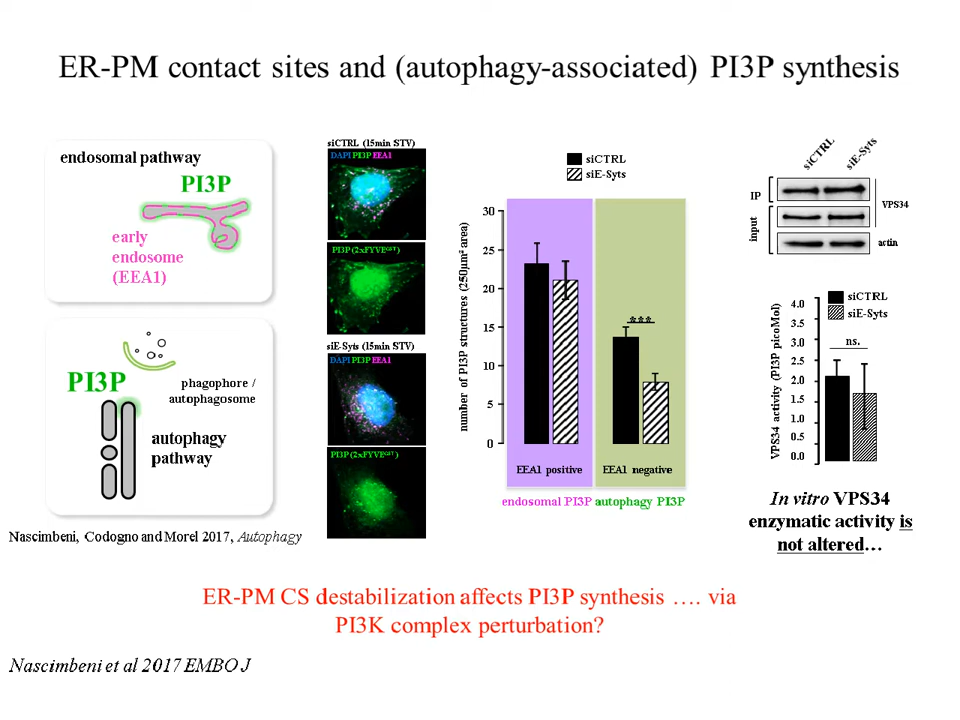 ER-PM contact sites and (autophagy-associated) PI3P synthesis
endosomal pathway
PI3P
early
endosome
(EEA1)
PI3P
phagophore /
autophagosome
autophagy
pathway
Nascimbeni, Codogno and Morel 2017, Autophagy
siCTRL (15min STV)
DAPI PI3P EEA1
PI3P (2xFYVE
siE-Syts (15min STV)
DAPI PI3P EEA1
PI3P (2xFYVE
siCTRL
siE-Syts
number of PI3P structures (250µm² area)
30
25
20
15
10
5
0
***
EEA1 positive
EEA1 negative
endosomal PI3P autophagy PI3P
siCTRL
siE-Syts
IP
input
VPS34
actin
siCTRL
siE-Syts
VPS34 activity (PI3P picoMol)
4.0
3.5
3.0
2.5
2.0
1.5
1.0
0.5
0.0
ns.
In vitro VPS34
enzymatic activity is
not altered…
ER-PM CS destabilization affects PI3P synthesis …. via
PI3K complex perturbation?
Nascimbeni et al 2017 EMBO J